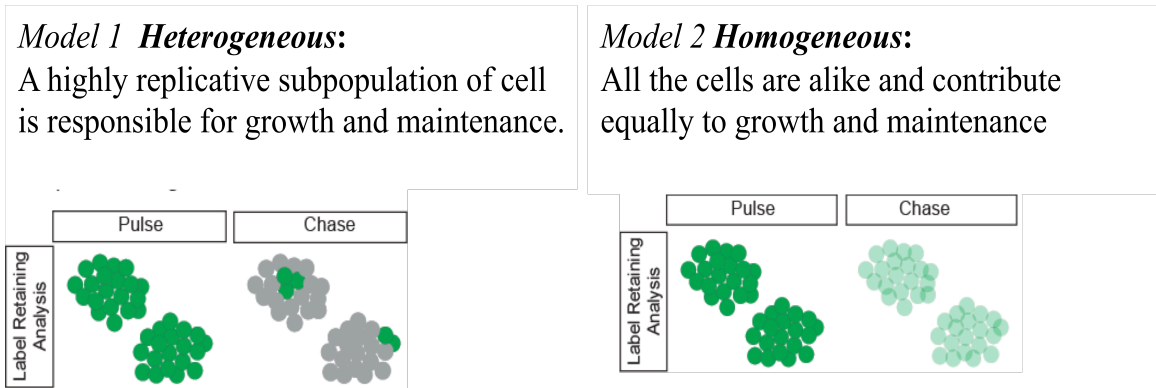 Model 1 Heterogeneous:
A highly replicative subpopulation of cell
is responsible for growth and maintenance.
Pulse
Chase
Label Retaining
Analysis
Model 2 Homogeneous:
All the cells are alike and contribute
equally to growth and maintenance
Pulse
Chase
Label Retaining
Analysis